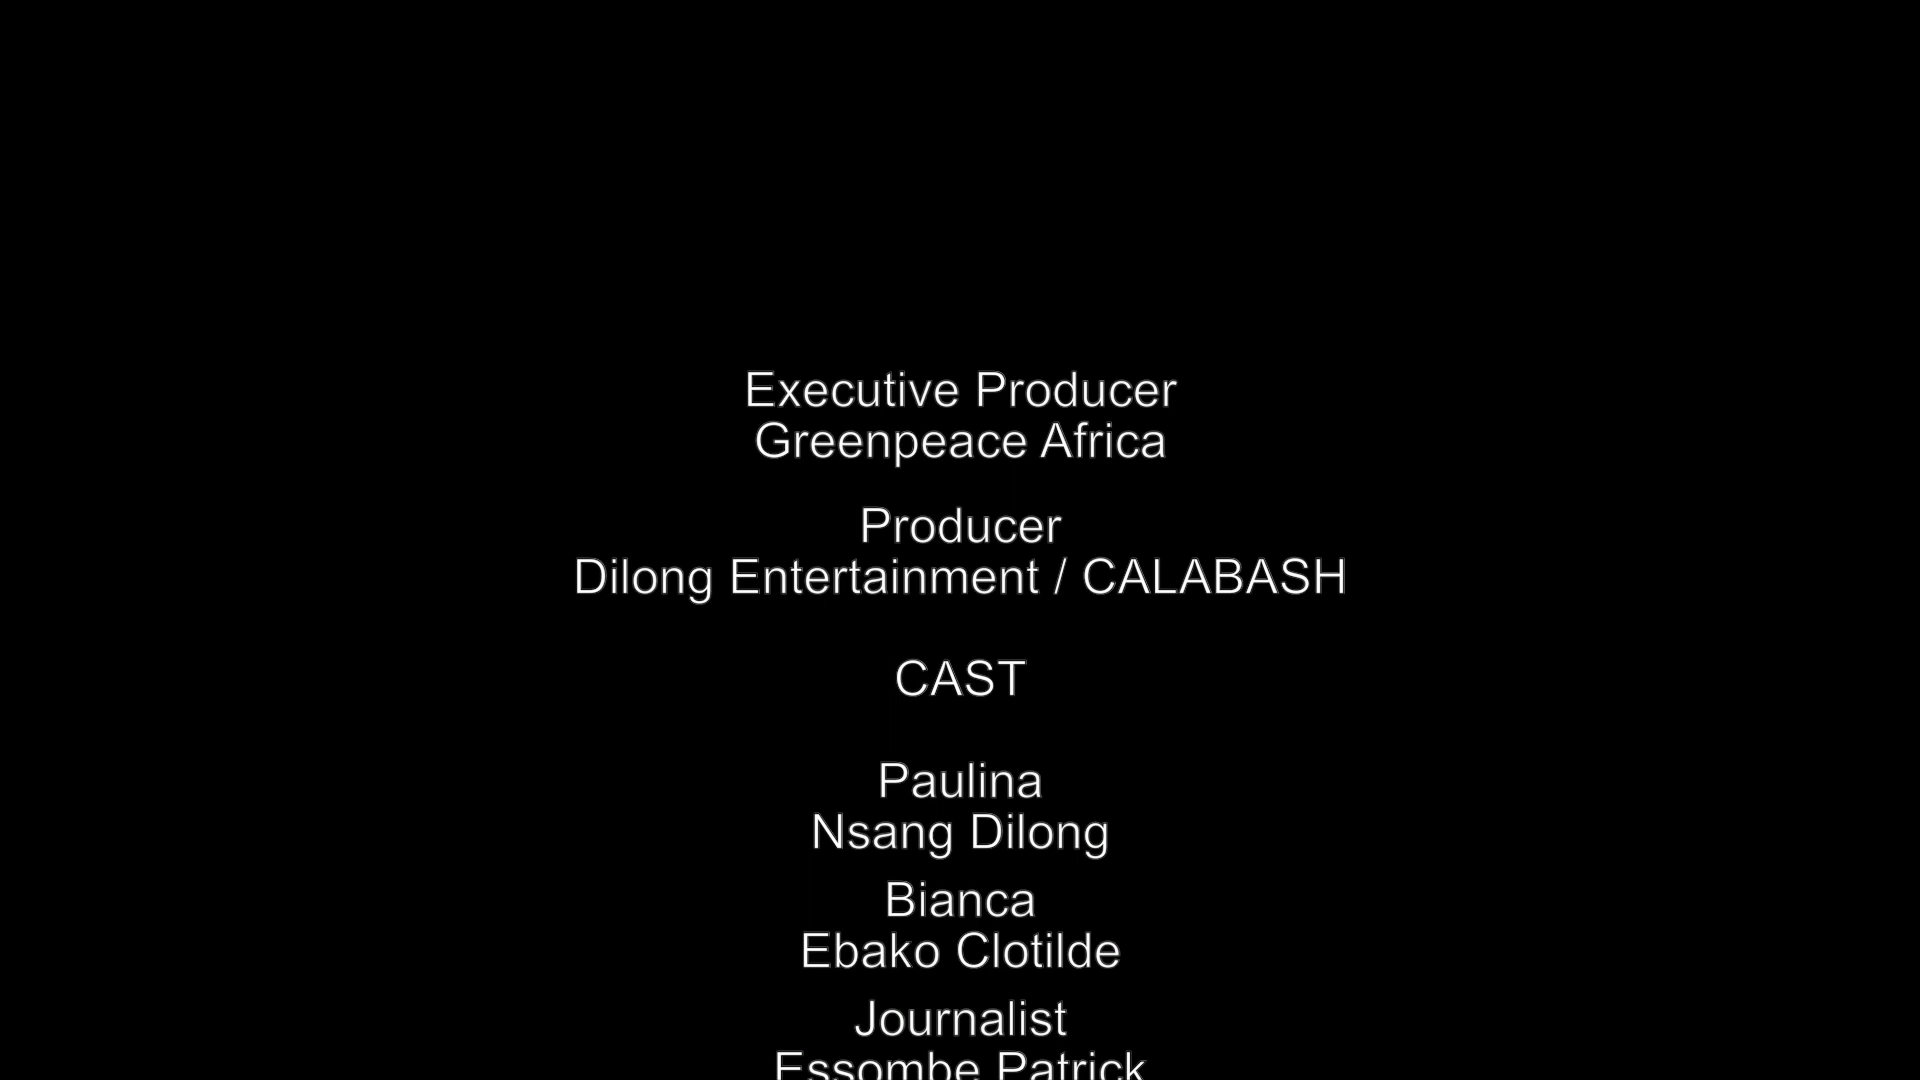 Executive Producer
Greenpeace Africa
Producer
Dilong Entertainment / CALABASH
CAST
Paulina
Nsang Dilong
Bianca
Ebako Clotilde
Journalist
Essombe Patrick